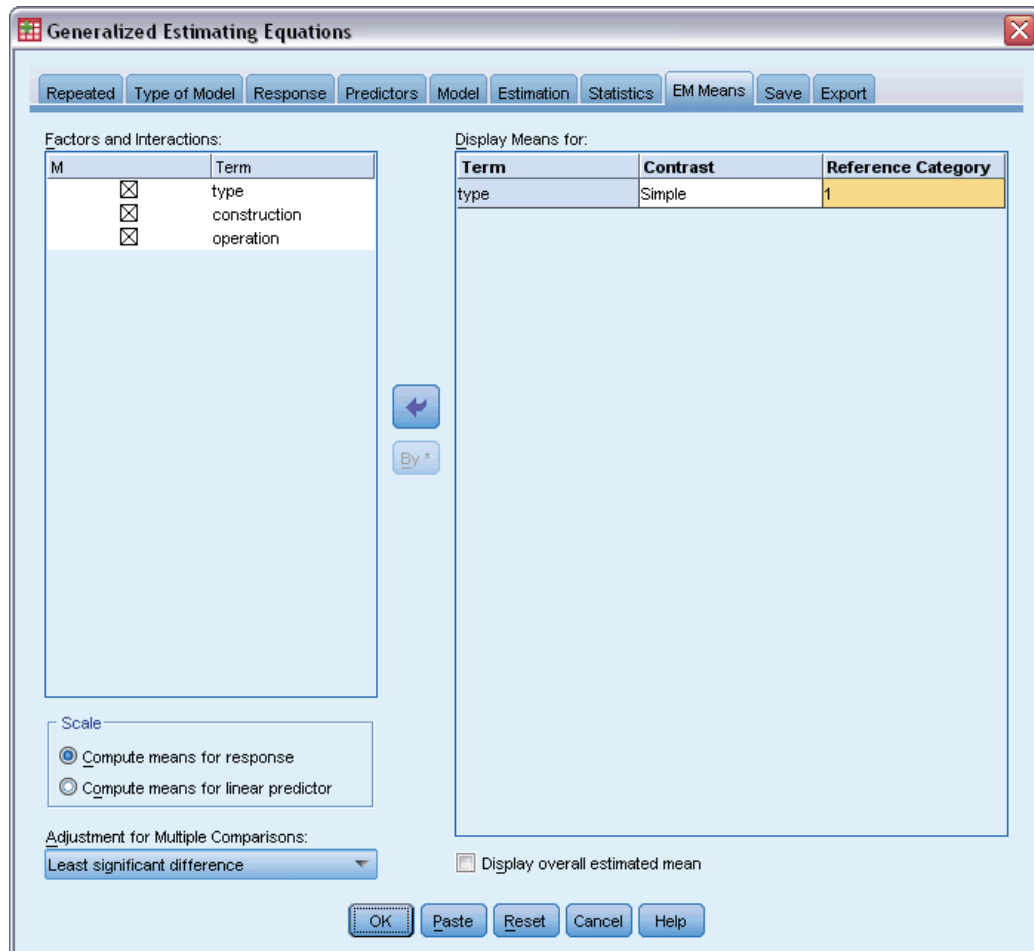 Generalized Estimating Equations
Repeated Type of Model Response Predictors Model Estimation Statistics EM Means Save Export
Factors and Interactions:
M Term
type
construction
operation
Display Means for:
Term Contrast Reference Category
type Simple 1
By *
Scale
Compute means for response
Compute means for linear predictor
Adjustment for Multiple Comparisons:
Least significant difference
Display overall estimated mean
OK Paste Reset Cancel Help